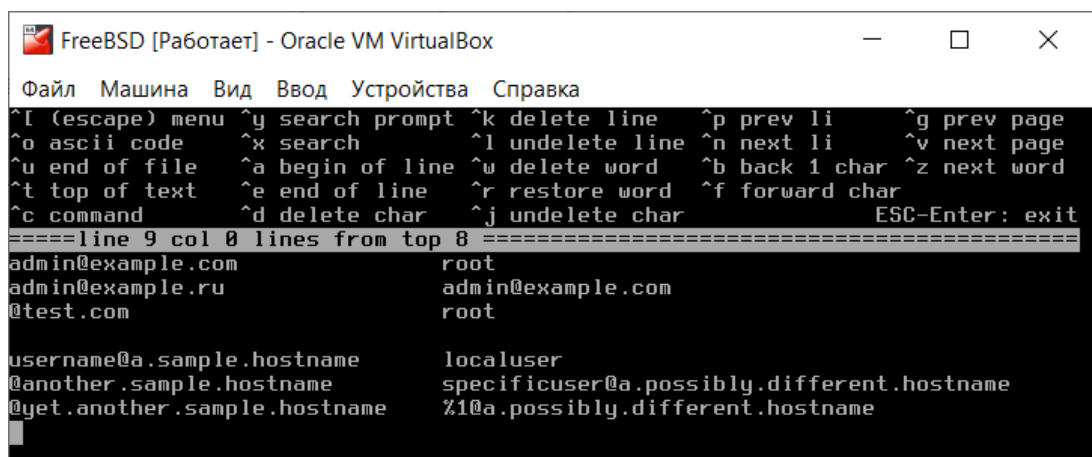 FreeBSD [Работает] - Oracle VM VirtualBox
Файл Машина Вид Ввод Устройства Справка
^[ (escape) menu ^y search prompt ^k delete line ^p prev li ^g prev page
^o ascii code ^x search ^l undelete line ^n next li ^v next page
^u end of file ^a begin of line ^w delete word ^b back 1 char ^z next word
^t top of text ^e end of line ^r restore word ^f forward char
^c command ^d delete char ^j undelete char ESC-Enter: exit
=====line 9 col 0 lines from top 8 ============================================
admin@example.com root
admin@example.ru admin@example.com
@test.com root
username@a.sample.hostname localuser
@another.sample.hostname specificuser@a.possibly.different.hostname
@yet.another.sample.hostname %1@a.possibly.different.hostname